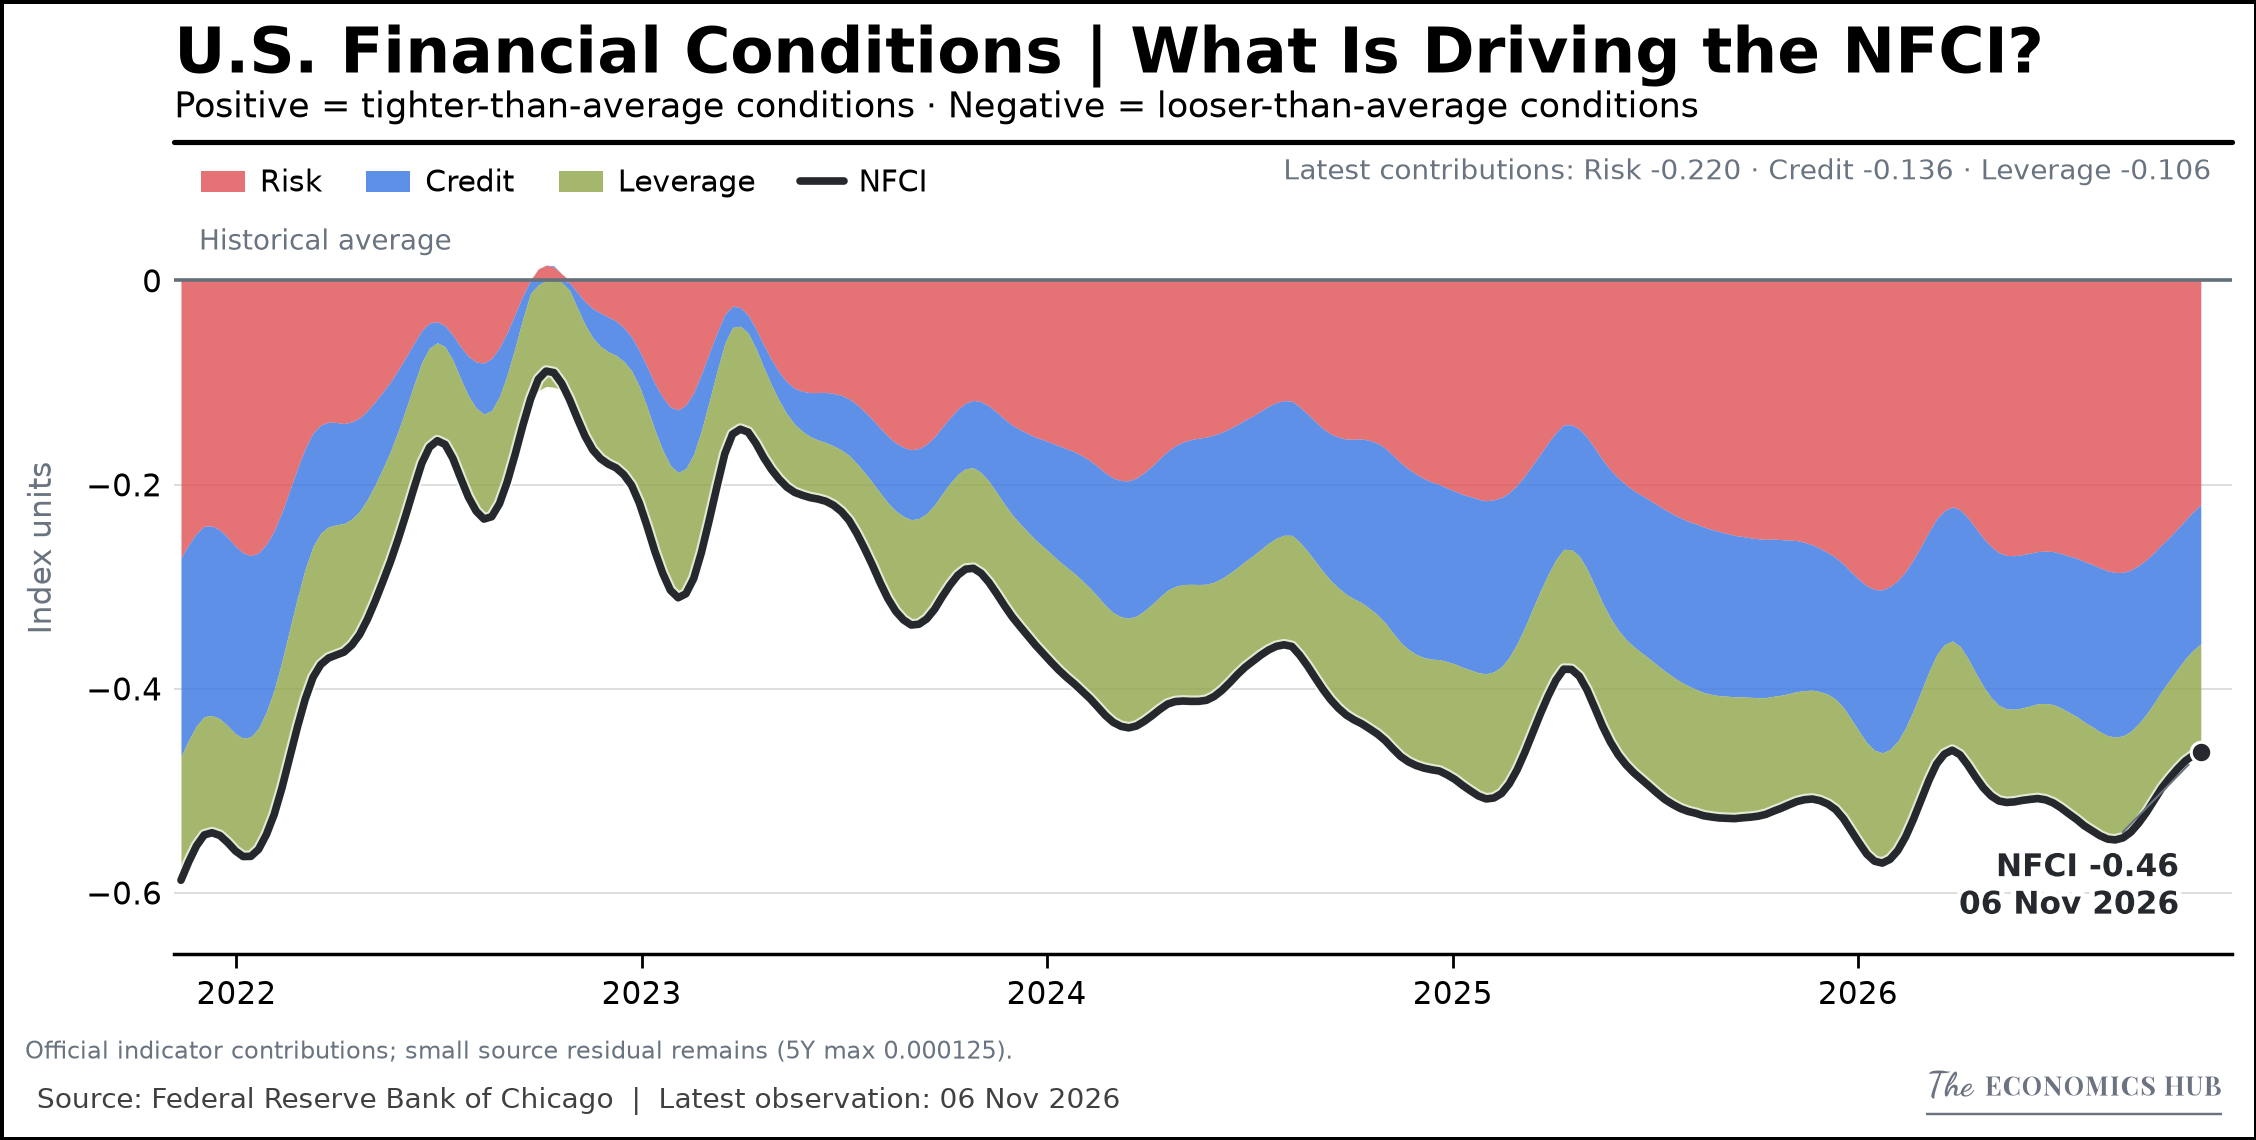 U.S. Financial Conditions | What Is Driving the NFCI?
Positive = tighter-than-average conditions · Negative = looser-than-average conditions
Risk Credit Leverage NFCI
Latest contributions: Risk -0.220 · Credit -0.136 · Leverage -0.106
Historical average
0
−0.2
−0.4
−0.6
Index units
NFCI -0.46
06 Nov 2026
2022 2023 2024 2025 2026
Official indicator contributions; small source residual remains (5Y max 0.000125).
Source: Federal Reserve Bank of Chicago | Latest observation: 06 Nov 2026
The ECONOMICS HUB